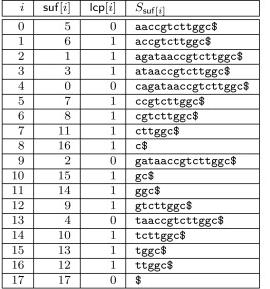 i suf[i] lcp[i] S_suf[i]
0 5 0 aaccgtcttggc$
1 6 1 accgtcttggc$
2 1 1 agataaccgtcttggc$
3 3 1 ataaccgtcttggc$
4 0 0 cagataaccgtcttggc$
5 7 1 ccgtcttggc$
6 8 1 cgtcttggc$
7 11 1 cttggc$
8 16 1 c$
9 2 0 gataaccgtcttggc$
10 15 1 gc$
11 14 1 ggc$
12 9 1 gtcttggc$
13 4 0 taaccgtcttggc$
14 10 1 tcttggc$
15 13 1 tggc$
16 12 1 ttggc$
17 17 0 $